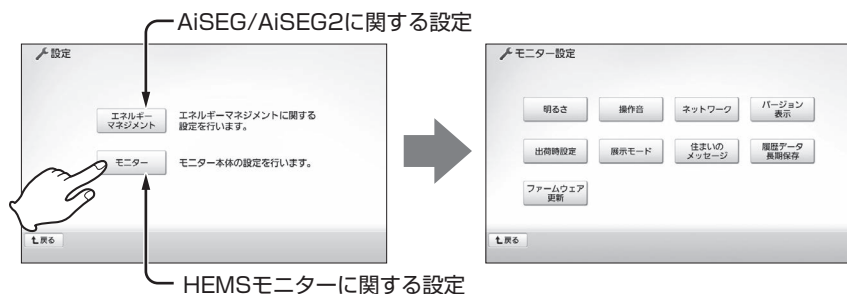 AiSEG/AiSEG2に関する設定
設定
エネルギー
マネジメント
エネルギーマネジメントに関する
設定を行います。
モニター
モニター本体の設定を行います。
戻る
HEMSモニターに関する設定
モニター設定
明るさ
操作音
ネットワーク
バージョン
表示
出荷時設定
展示モード
住まいの
メッセージ
履歴データ
長期保存
ファームウェア
更新
戻る